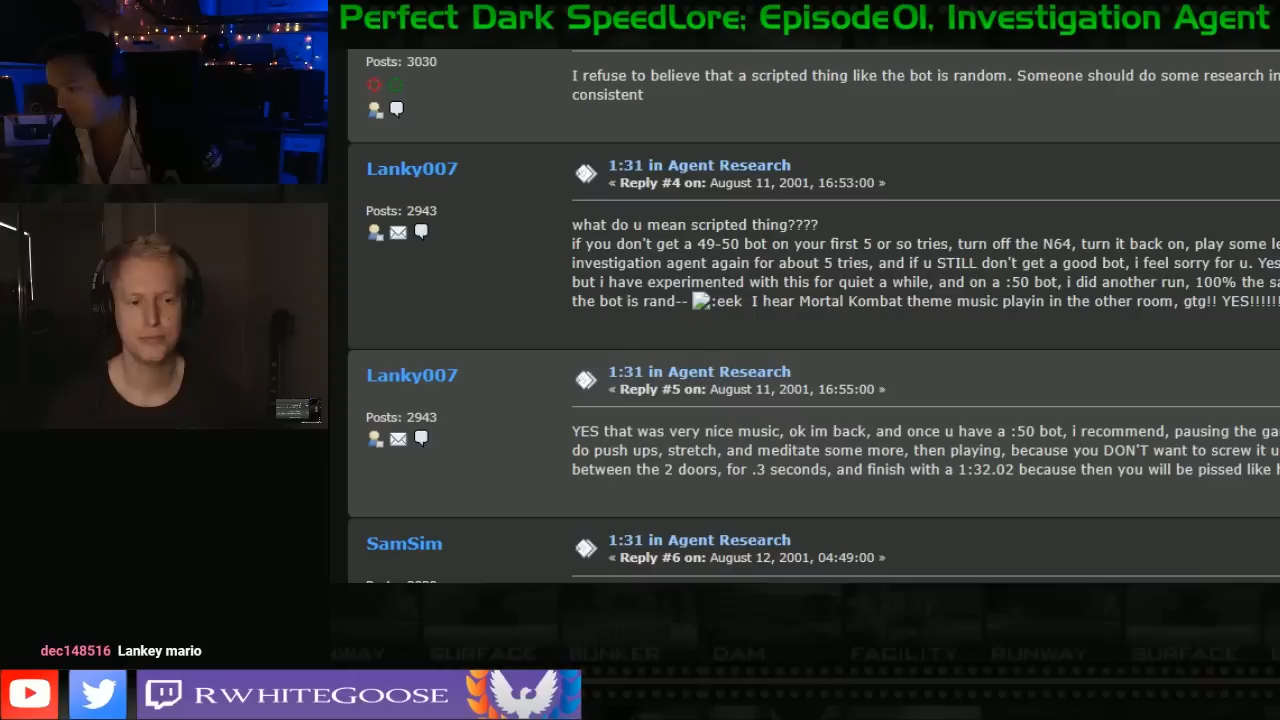 Perfect Dark SpeedLore; Episode01, Investigation Agent
Posts: 3030
I refuse to believe that a scripted thing like the bot is random. Someone should do some research in
consistent
Lanky007
1:31 in Agent Research
« Reply #4 on: August 11, 2001, 16:53:00 »
Posts: 2943
what do u mean scripted thing????
if you don't get a 49-50 bot on your first 5 or so tries, turn off the N64, turn it back on, play some le
investigation agent again for about 5 tries, and if u STILL don't get a good bot, i feel sorry for u. Yes
but i have experimented with this for quiet a while, and on a :50 bot, i did another run, 100% the sa
the bot is rand-- :eek I hear Mortal Kombat theme music playin in the other room, gtg!! YES!!!!!!
Lanky007
1:31 in Agent Research
« Reply #5 on: August 11, 2001, 16:55:00 »
Posts: 2943
YES that was very nice music, ok im back, and once u have a :50 bot, i recommend, pausing the ga
do push ups, stretch, and meditate some more, then playing, because you DON'T want to screw it u
between the 2 doors, for .3 seconds, and finish with a 1:32.02 because then you will be pissed like h
SamSim
1:31 in Agent Research
« Reply #6 on: August 12, 2001, 04:49:00 »
SURFACE
BUNKER
DAM
FACILITY
RUNWAY
SURFACE
dec148516 Lankey mario
RWHITEGOOSE